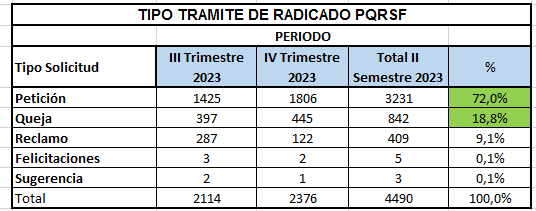 TIPO TRAMITE DE RADICADO PQRSF
PERIODO
Tipo Solicitud III Trimestre 2023 IV Trimestre 2023 Total II Semestre 2023 %
Petición 1425 1806 3231 72,0%
Queja 397 445 842 18,8%
Reclamo 287 122 409 9,1%
Felicitaciones 3 2 5 0,1%
Sugerencia 2 1 3 0,1%
Total 2114 2376 4490 100,0%